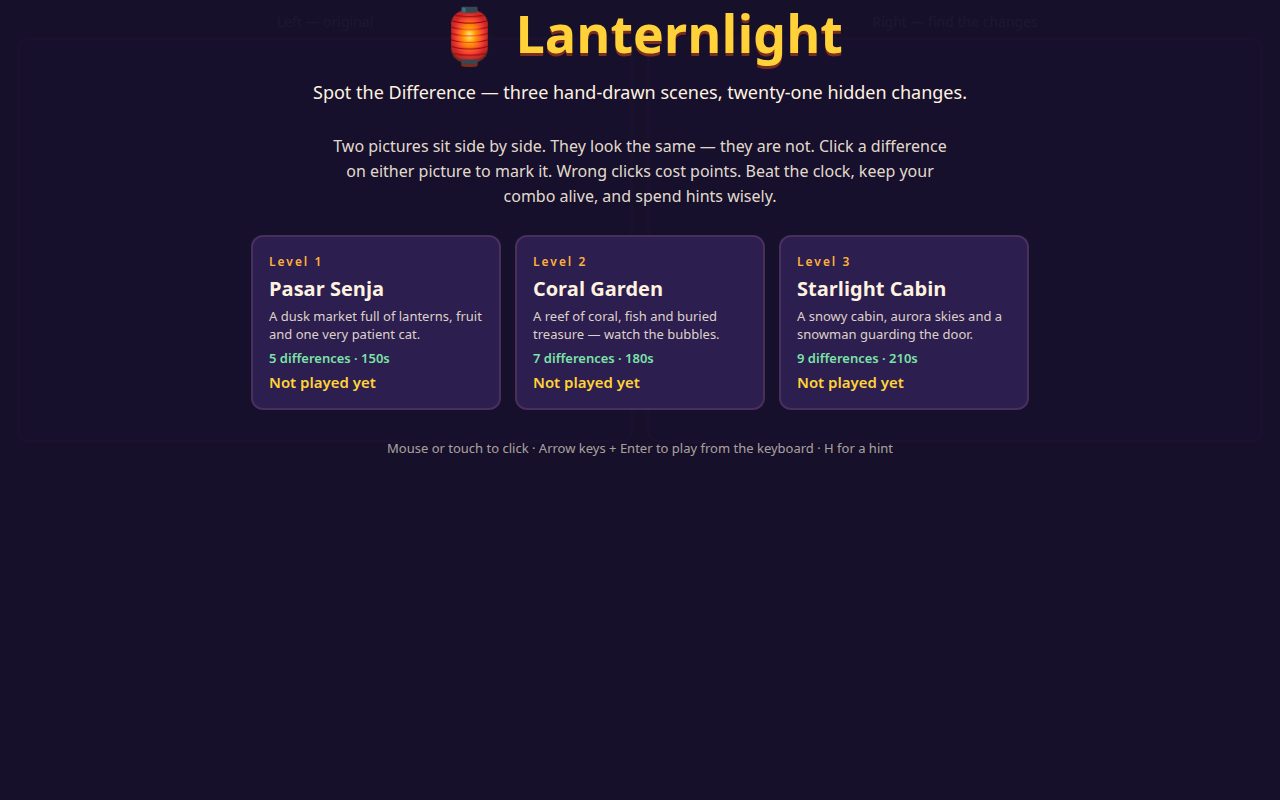 Left — original
Right — find the changes
Lanternlight
Spot the Difference — three hand-drawn scenes, twenty-one hidden changes.
Two pictures sit side by side. They look the same — they are not. Click a difference
on either picture to mark it. Wrong clicks cost points. Beat the clock, keep your
combo alive, and spend hints wisely.
Level 1
Pasar Senja
A dusk market full of lanterns, fruit
and one very patient cat.
5 differences · 150s
Not played yet
Level 2
Coral Garden
A reef of coral, fish and buried
treasure — watch the bubbles.
7 differences · 180s
Not played yet
Level 3
Starlight Cabin
A snowy cabin, aurora skies and a
snowman guarding the door.
9 differences · 210s
Not played yet
Mouse or touch to click · Arrow keys + Enter to play from the keyboard · H for a hint